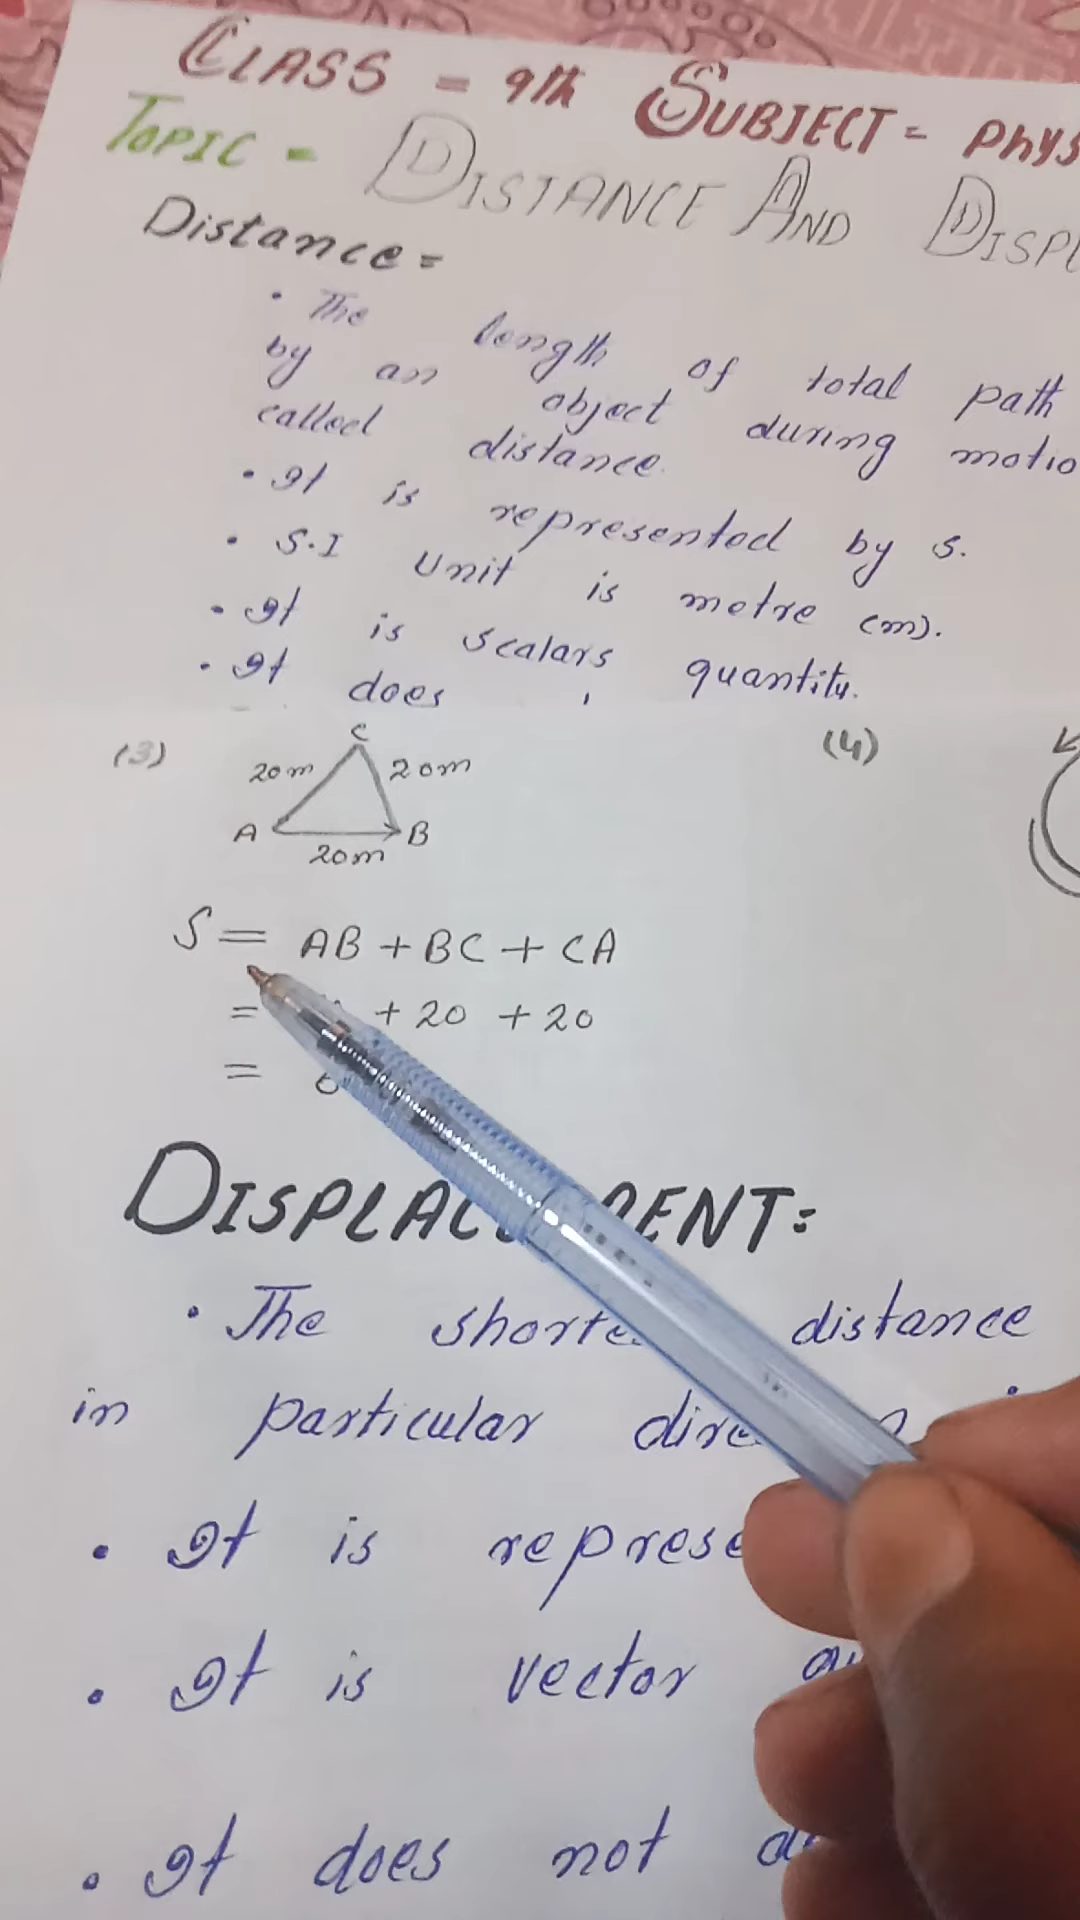 CLASS = 9th SUBJECT = Phys
TOPIC = DISTANCE AND DISPL
Distance =
• The length of total path
by an object during motio
called distance.
• It is represented by s.
• S.I Unit is metre (m).
• It is scalars quantity.
• It does
(3)
C
20m 20m
A B
20m
(4)
S = AB + BC + CA
= + 20 + 20
=
DISPLAC ENT:
• The shorte distance
in particular dire
• It is represe
• It is vector
• It does not